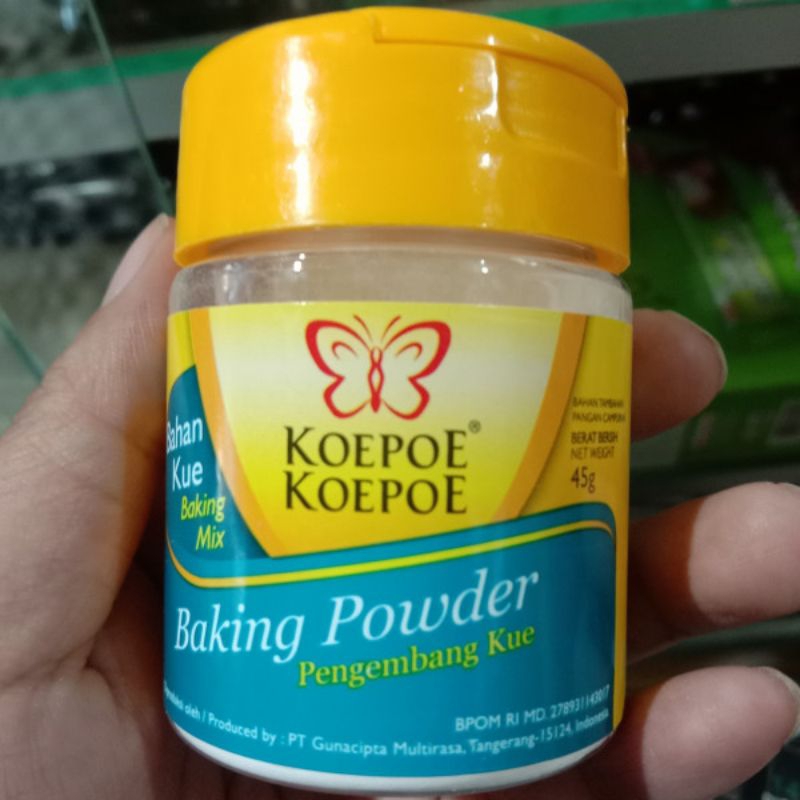 KOEPOE®
KOEPOE
Bahan
Kue
Baking
Mix
BAHAN TAMBAHAN
PANGAN CAMPURAN
BERAT BERSIH
NET WEIGHT
45g
Baking Powder
Pengembang Kue
BPOM RI MD. 278931143017
oleh / Produced by : PT Gunacipta Multirasa, Tangerang-15124, Indonesia